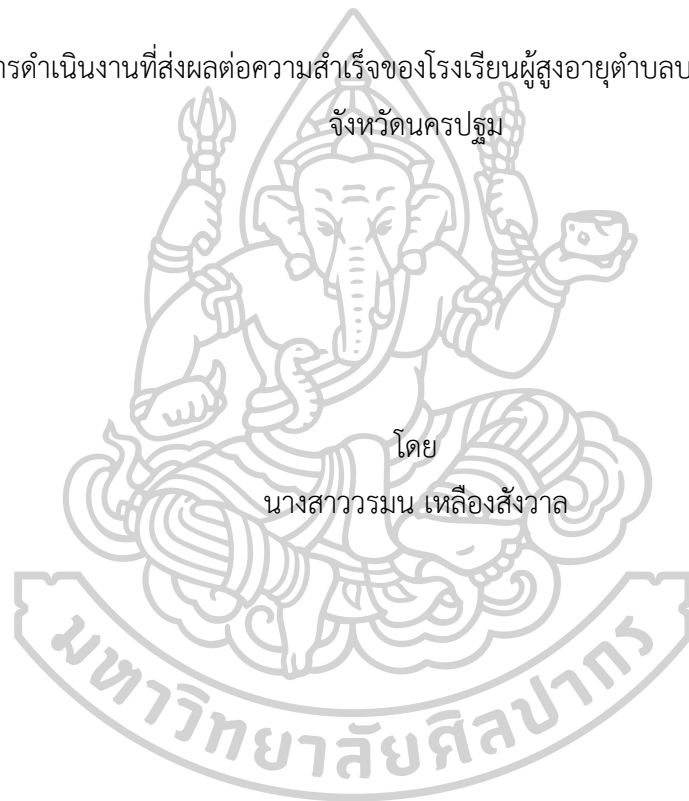 ารดำเนินงานที่ส่งผลต่อความสำเร็จของโรงเรียนผู้สูงอายุตำบลบ
จังหวัดนครปฐม
โดย
นางสาววรมน เหลืองสังวาล
มหาวิทยาลัยศิลปากร